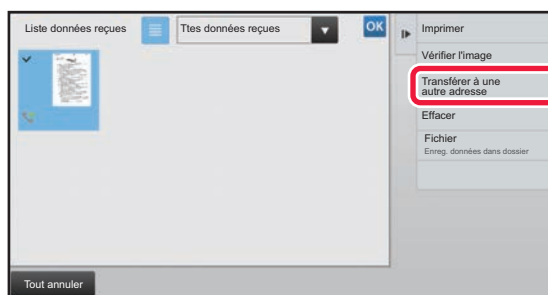 Liste données reçues
Ttes données reçues
OK
Imprimer
Vérifier l'image
Transférer à une
autre adresse
Effacer
Fichier
Enreg. données dans dossier
Tout annuler